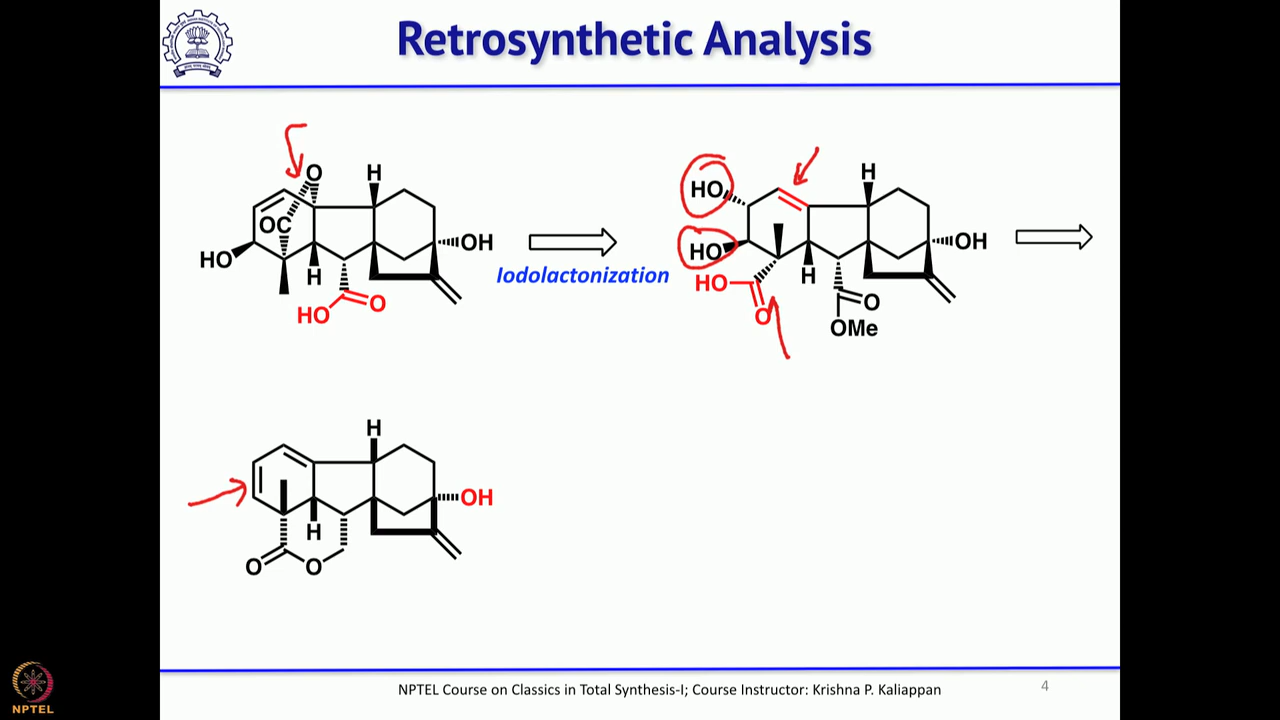 Retrosynthetic Analysis
O
H
OC
HO
H
OH
HO
O
Iodolactonization
HO
HO
HO
O
H
H
OH
O
OMe
H
H
OH
O
O
NPTEL
NPTEL Course on Classics in Total Synthesis-I; Course Instructor: Krishna P. Kaliappan
4